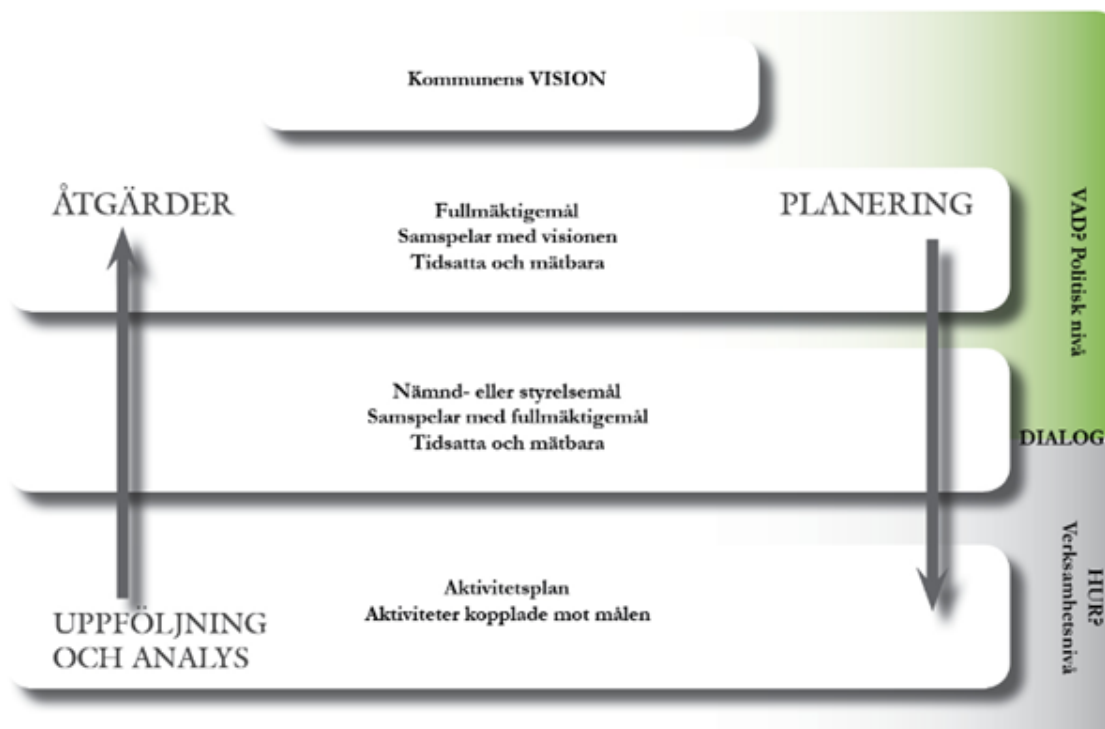 Kommunens VISION
ÅTGÄRDER
PLANERING
Fullmäktigemål
Samspelar med visionen
Tidsatta och mätbara
VAD? Politisk nivå
Nämnd- eller styrelsemål
Samspelar med fullmäktigemål
Tidsatta och mätbara
DIALOG
HUR?
Verksamhetsnivå
Aktivitetsplan
Aktiviteter kopplade mot målen
UPPFÖLJNING
OCH ANALYS